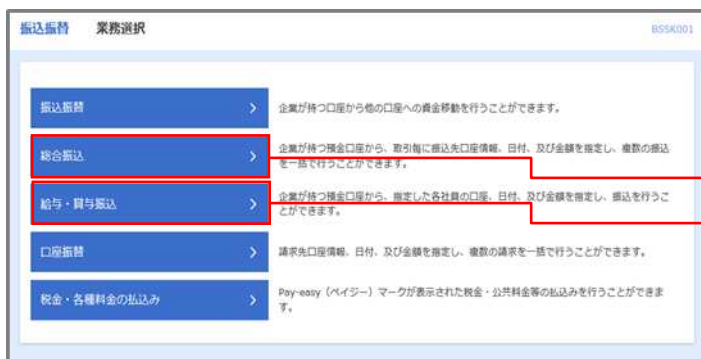 振込振替 業務選択 BSSK001
振込振替 企業が持つ口座から他の口座への資金移動を行うことができます。
総合振込 企業が持つ預金口座から、取引毎に振込先口座情報、日付、及び金額を指定し、複数の振込
を一括で行うことができます。
給与・賞与振込 企業が持つ預金口座から、指定した各社員の口座、日付、及び金額を指定し、振込を行うこ
とができます。
口座振替 請求先口座情報、日付、及び金額を指定し、複数の請求を一括で行うことができます。
税金・各種料金の払込み Pay-easy（ペイジー）マークが表示された税金・公共料金等の払込みを行うことができま
す。